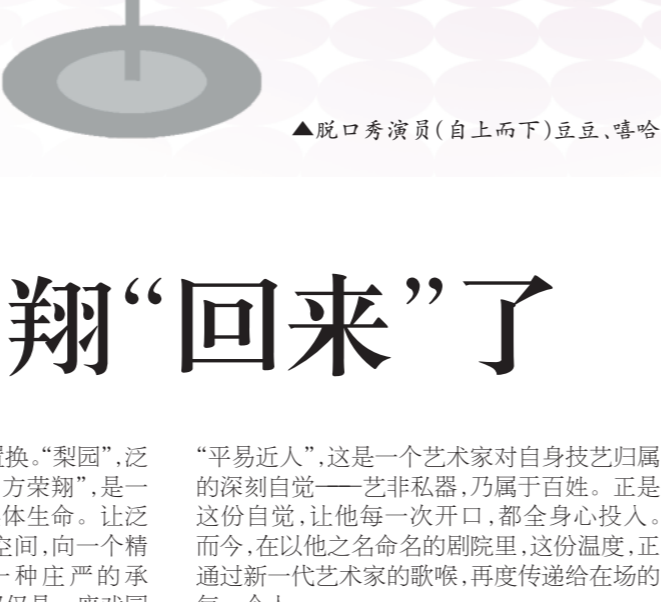 ▲脱口秀演员(自上而下)豆豆、嘻哈
翔“回来”了
置换。“梨园”,泛
方荣翔”,是一
体生命。让泛
空间,向一个精
一种庄严的承
“平易近人”,这是一个艺术家对自身技艺归属
的深刻自觉——艺非私器,乃属于百姓。正是
这份自觉,让他每一次开口,都全身心投入。
而今,在以他之名命名的剧院里,这份温度,正
通过新一代艺术家的歌喉,再度传递给在场的